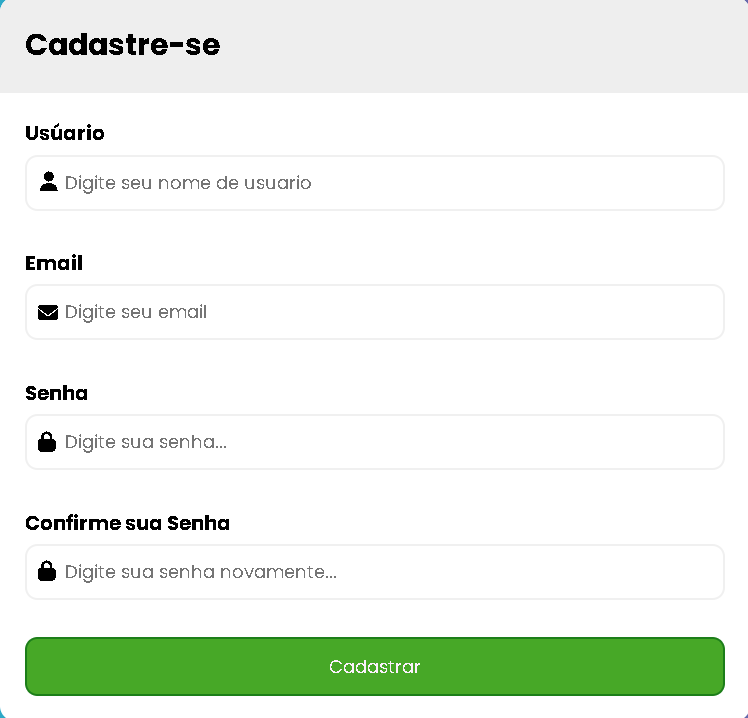 Cadastre-se
Usúario
Digite seu nome de usuario
Email
Digite seu email
Senha
Digite sua senha...
Confirme sua Senha
Digite sua senha novamente...
Cadastrar